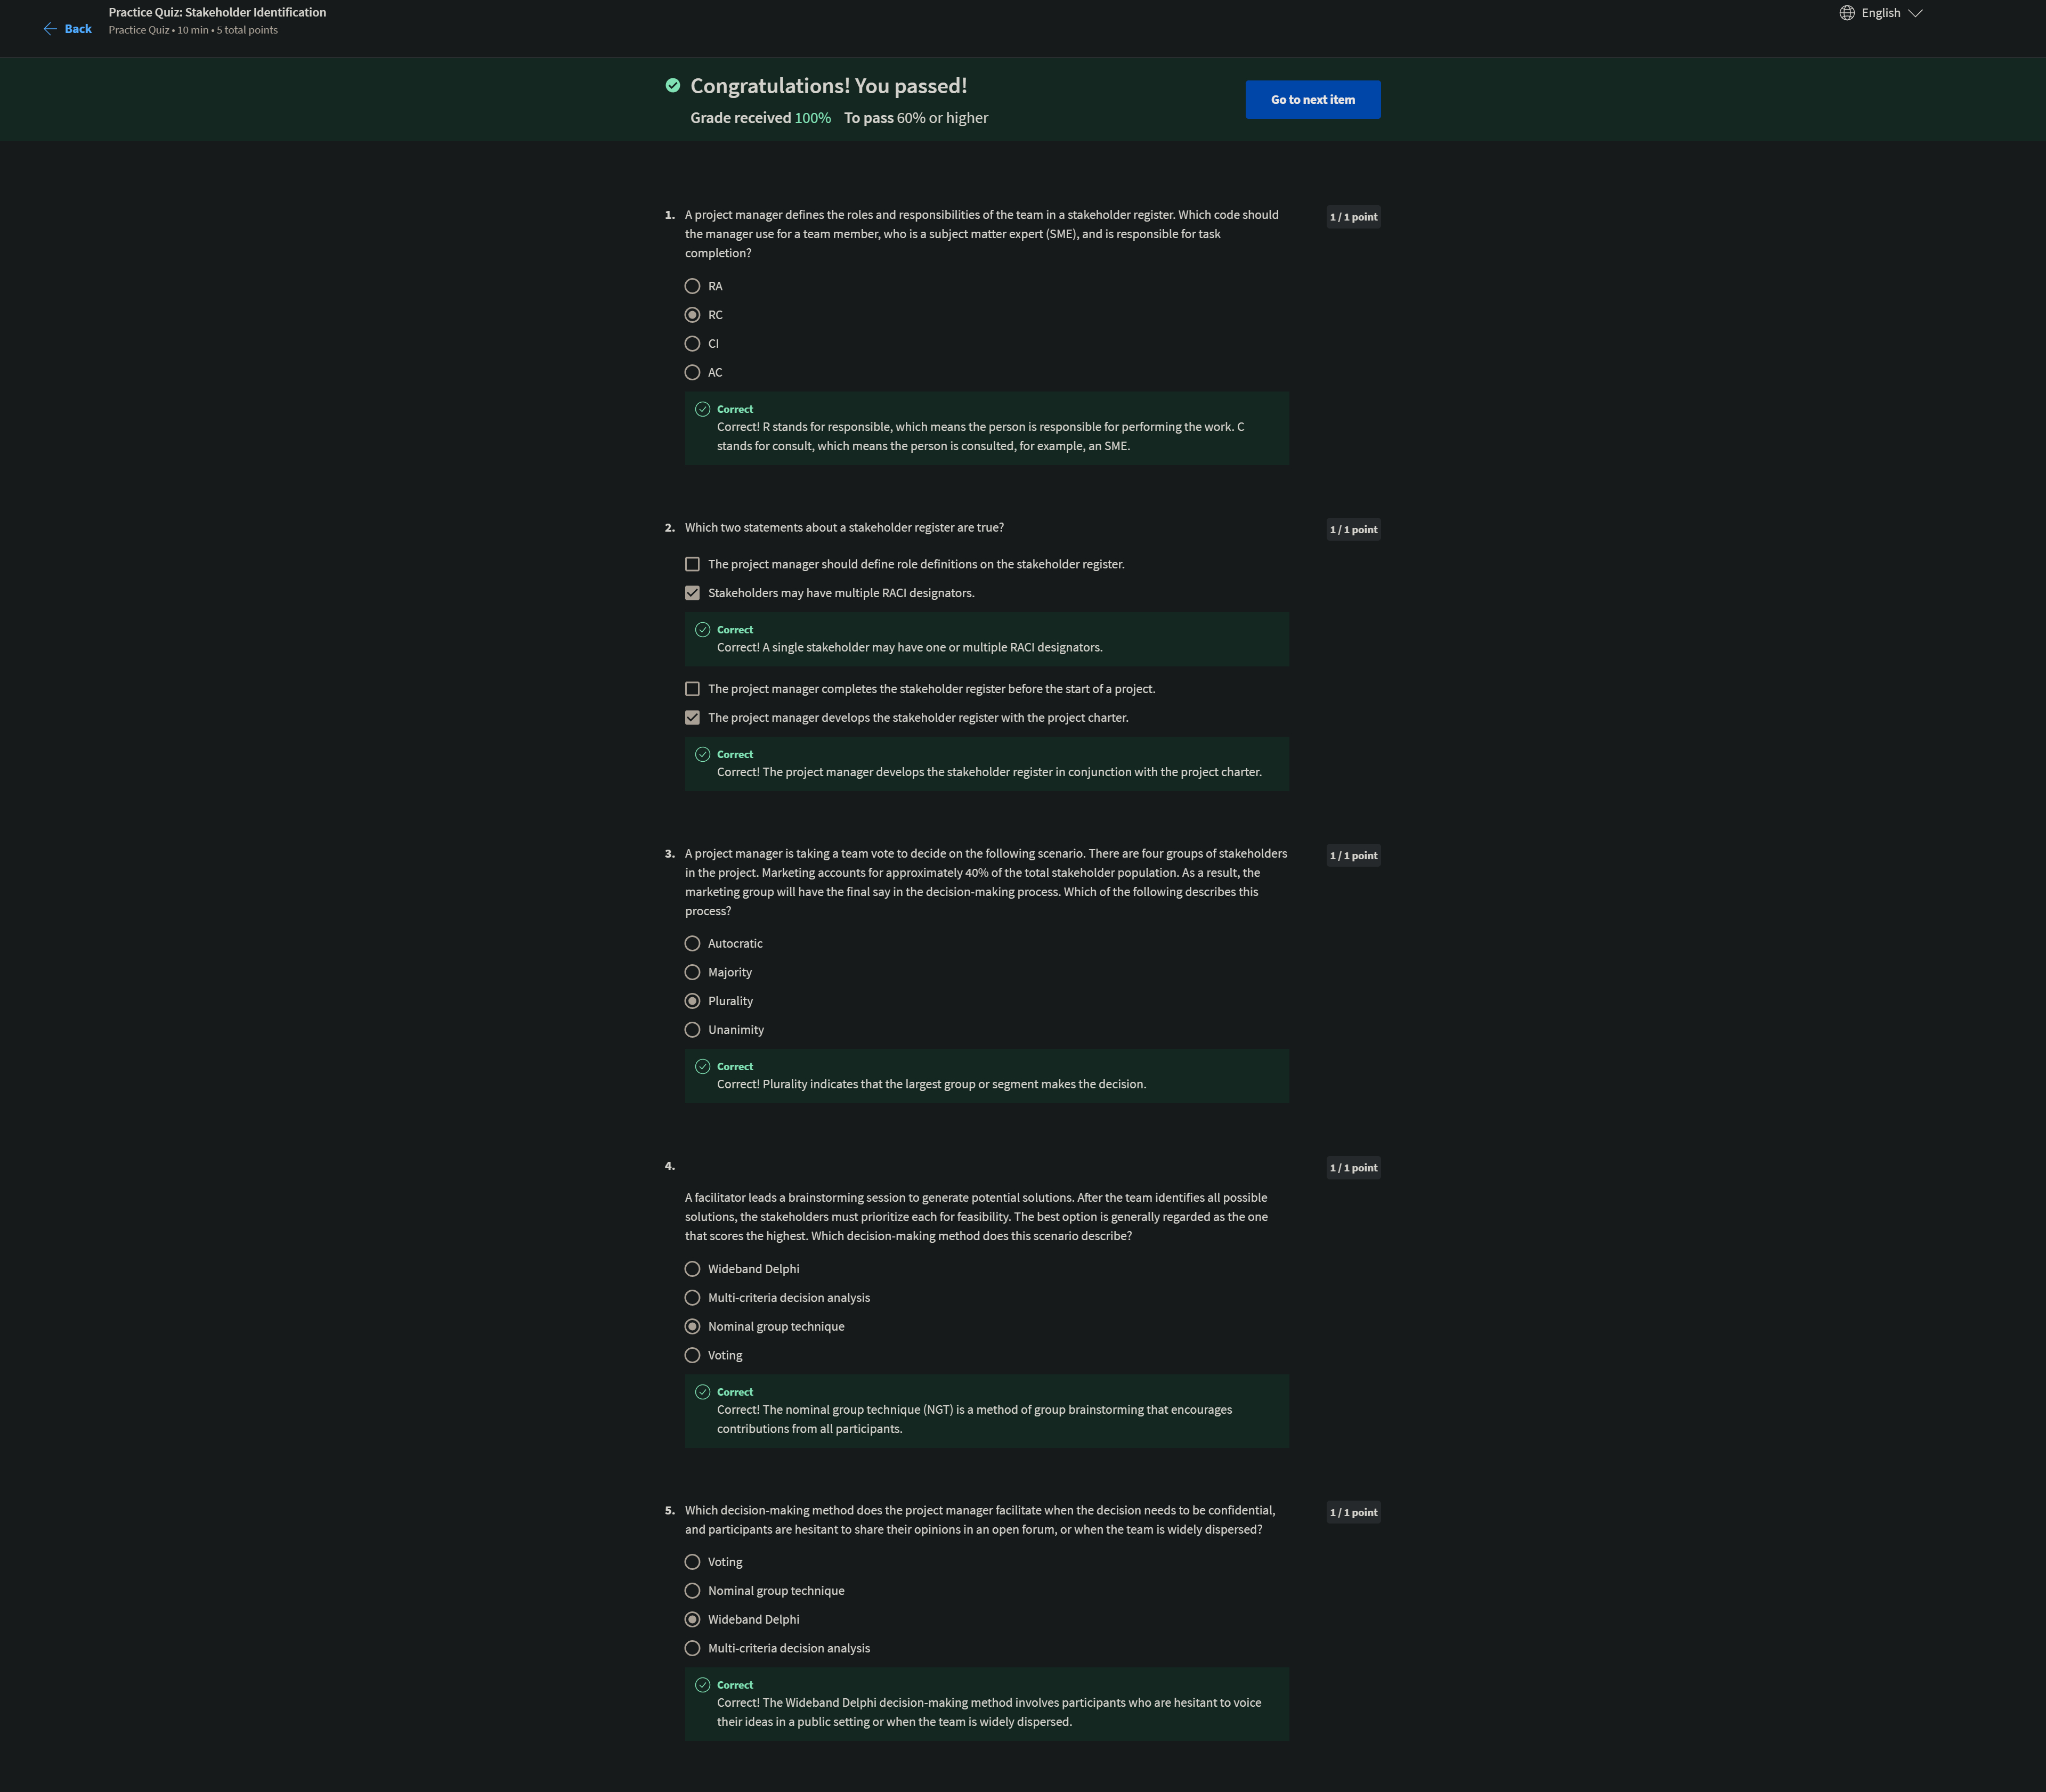 Practice Quiz: Stakeholder Identification
Back
Practice Quiz • 10 min • 5 total points
English
Congratulations! You passed!
Grade received 100% To pass 60% or higher
Go to next item
1. A project manager defines the roles and responsibilities of the team in a stakeholder register. Which code should
the manager use for a team member, who is a subject matter expert (SME), and is responsible for task
completion?
1 / 1 point
RA
RC
CI
AC
Correct
Correct! R stands for responsible, which means the person is responsible for performing the work. C
stands for consult, which means the person is consulted, for example, an SME.
2. Which two statements about a stakeholder register are true?
1 / 1 point
The project manager should define role definitions on the stakeholder register.
Stakeholders may have multiple RACI designators.
Correct
Correct! A single stakeholder may have one or multiple RACI designators.
The project manager completes the stakeholder register before the start of a project.
The project manager develops the stakeholder register with the project charter.
Correct
Correct! The project manager develops the stakeholder register in conjunction with the project charter.
3. A project manager is taking a team vote to decide on the following scenario. There are four groups of stakeholders
in the project. Marketing accounts for approximately 40% of the total stakeholder population. As a result, the
marketing group will have the final say in the decision-making process. Which of the following describes this
process?
1 / 1 point
Autocratic
Majority
Plurality
Unanimity
Correct
Correct! Plurality indicates that the largest group or segment makes the decision.
4.
1 / 1 point
A facilitator leads a brainstorming session to generate potential solutions. After the team identifies all possible
solutions, the stakeholders must prioritize each for feasibility. The best option is generally regarded as the one
that scores the highest. Which decision-making method does this scenario describe?
Wideband Delphi
Multi-criteria decision analysis
Nominal group technique
Voting
Correct
Correct! The nominal group technique (NGT) is a method of group brainstorming that encourages
contributions from all participants.
5. Which decision-making method does the project manager facilitate when the decision needs to be confidential,
and participants are hesitant to share their opinions in an open forum, or when the team is widely dispersed?
1 / 1 point
Voting
Nominal group technique
Wideband Delphi
Multi-criteria decision analysis
Correct
Correct! The Wideband Delphi decision-making method involves participants who are hesitant to voice
their ideas in a public setting or when the team is widely dispersed.